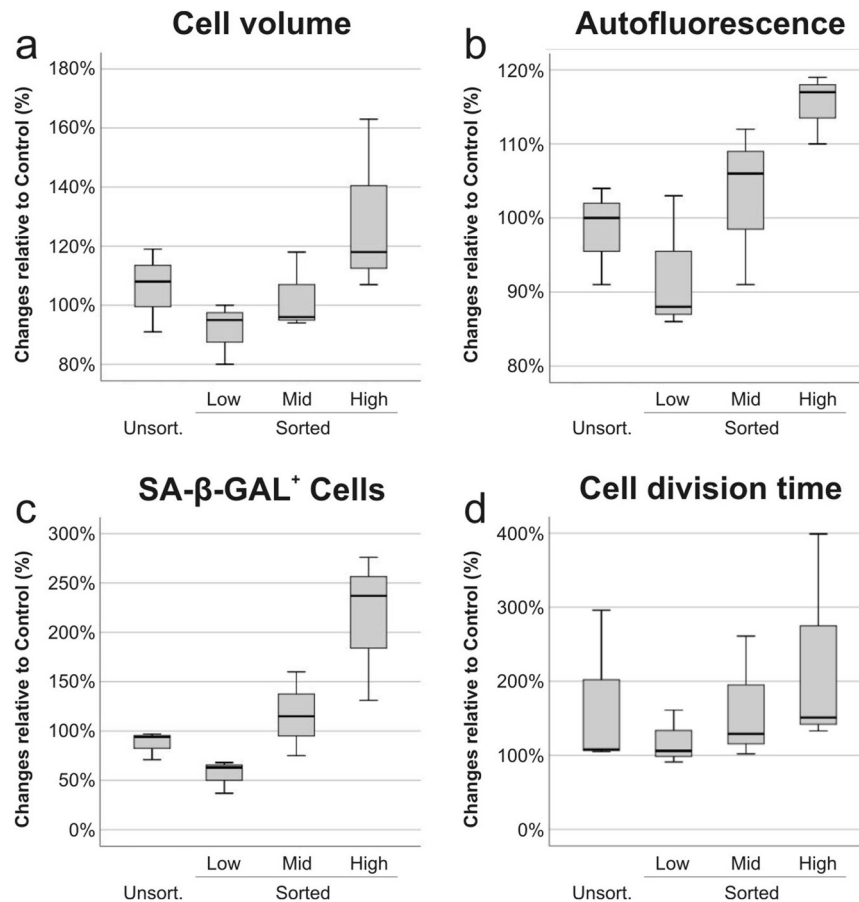 a
Cell volume
Changes relative to Control (%)
180%
160%
140%
120%
100%
80%
Low Mid High
Unsort. Sorted
b
Autofluorescence
Changes relative to Control (%)
120%
110%
100%
90%
80%
Low Mid High
Unsort. Sorted
c
SA-β-GAL⁺ Cells
Changes relative to Control (%)
300%
250%
200%
150%
100%
50%
0%
Low Mid High
Unsort. Sorted
d
Cell division time
Changes relative to Control (%)
400%
300%
200%
100%
0%
Low Mid High
Unsort. Sorted